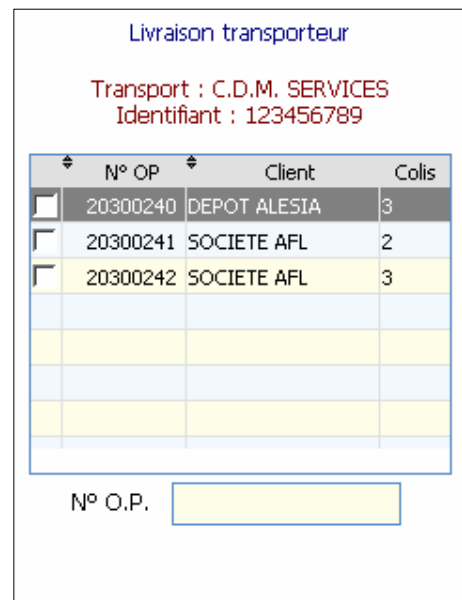 Livraison transporteur
Transport : C.D.M. SERVICES
Identifiant : 123456789
N° OP Client Colis
20300240 DEPOT ALESIA 3
20300241 SOCIETE AFL 2
20300242 SOCIETE AFL 3
N° O.P.